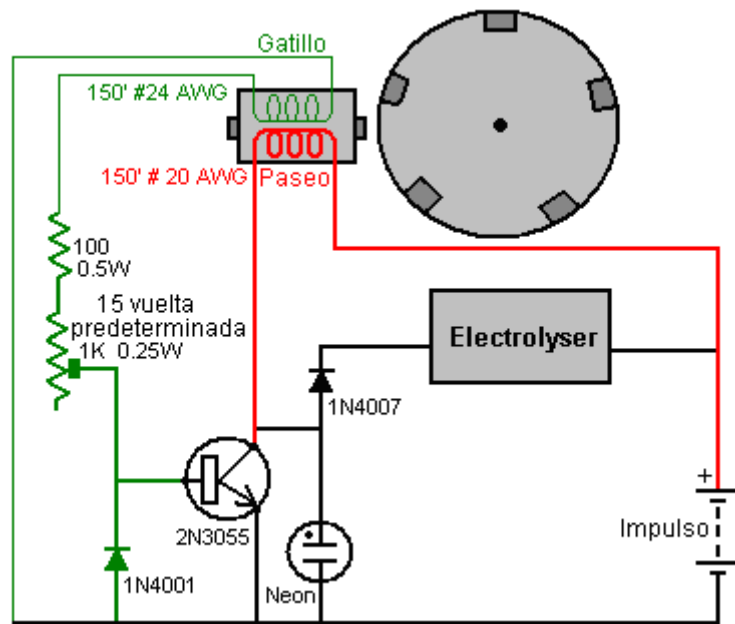 Gatillo
150' #24 AWG
150' # 20 AWG
Paseo
100
0.5W
15 vuelta
predeterminada
1K 0.25W
Electrolyser
1N4007
+
2N3055
Impulso
1N4001
Neon